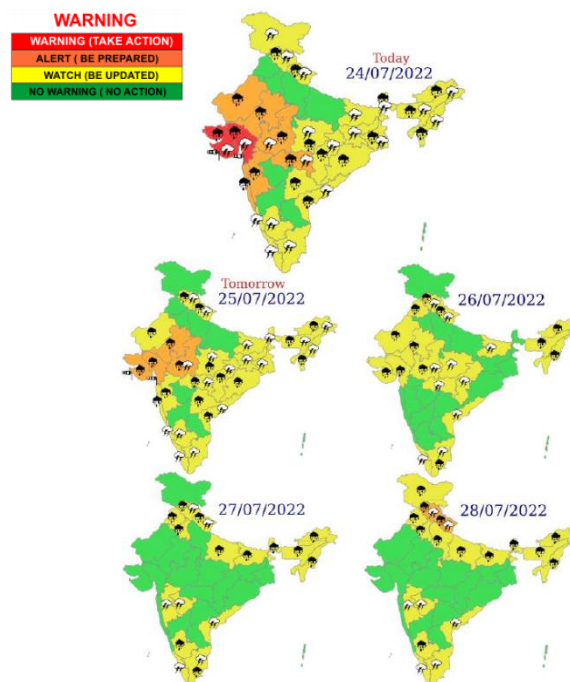 WARNING
WARNING (TAKE ACTION)
ALERT ( BE PREPARED)
WATCH (BE UPDATED)
NO WARNING ( NO ACTION)
Today
24/07/2022
Tomorrow
25/07/2022
26/07/2022
27/07/2022
28/07/2022